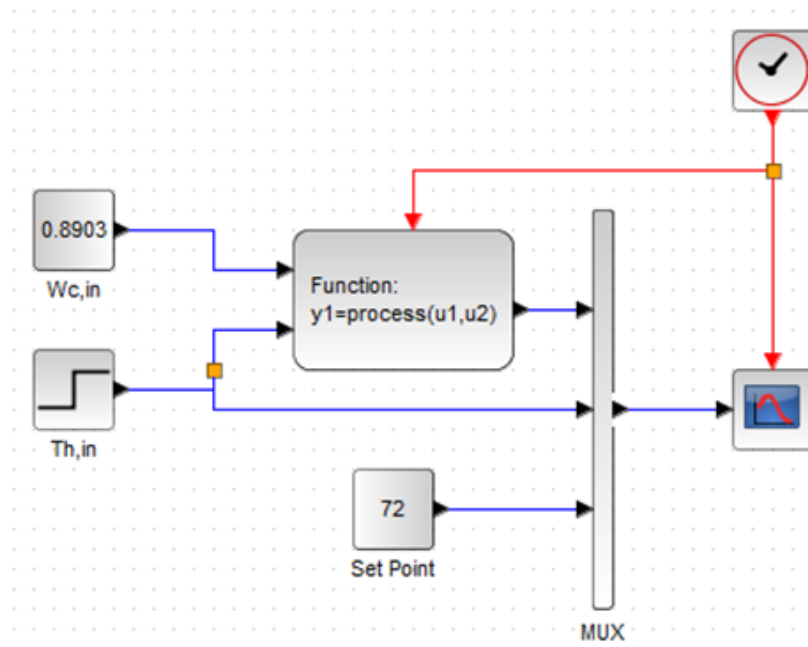 0.8903
Wc,in
Function:
y1=process(u1,u2)
Th,in
72
Set Point
MUX